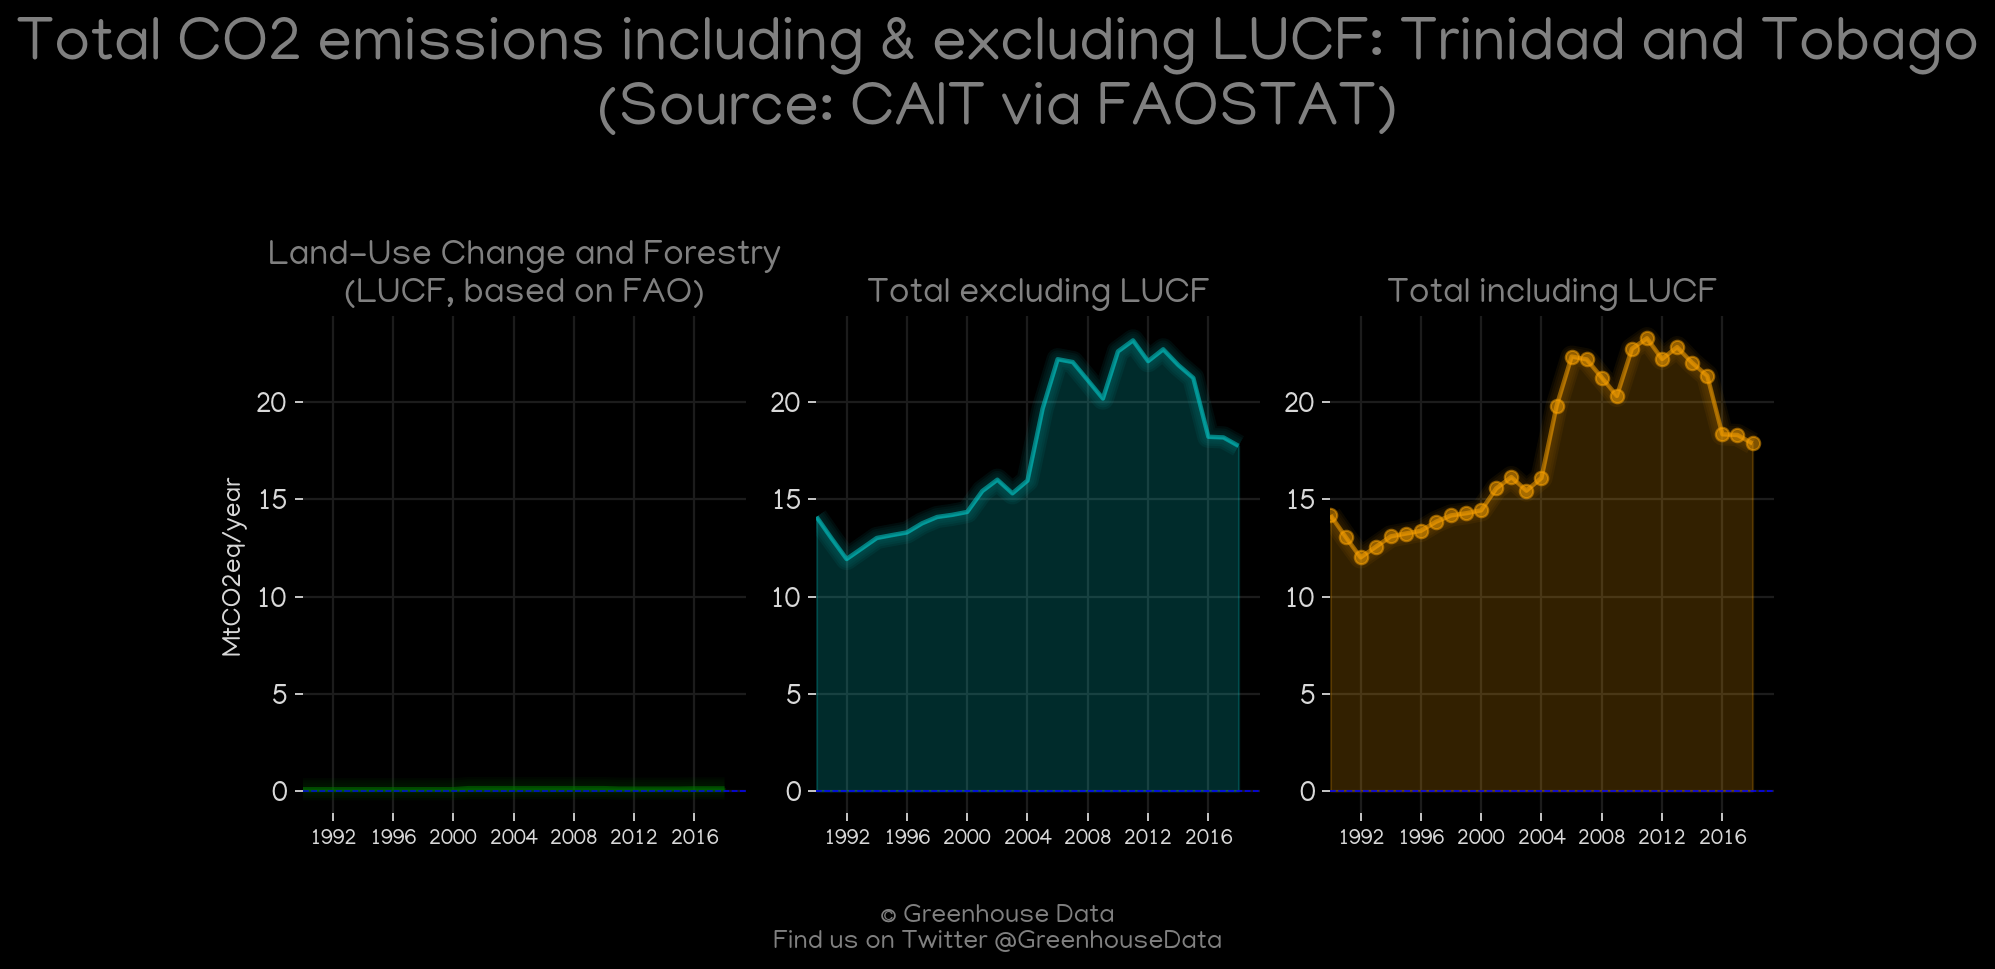 Total CO2 emissions including & excluding LUCF: Trinidad and Tobago
(Source: CAIT via FAOSTAT)
Land-Use Change and Forestry
(LUCF, based on FAO)
Total excluding LUCF
Total including LUCF
MtCO2eq/year
20
15
10
5
0
1992 1996 2000 2004 2008 2012 2016
20
15
10
5
0
1992 1996 2000 2004 2008 2012 2016
20
15
10
5
0
1992 1996 2000 2004 2008 2012 2016
© Greenhouse Data
Find us on Twitter @GreenhouseData